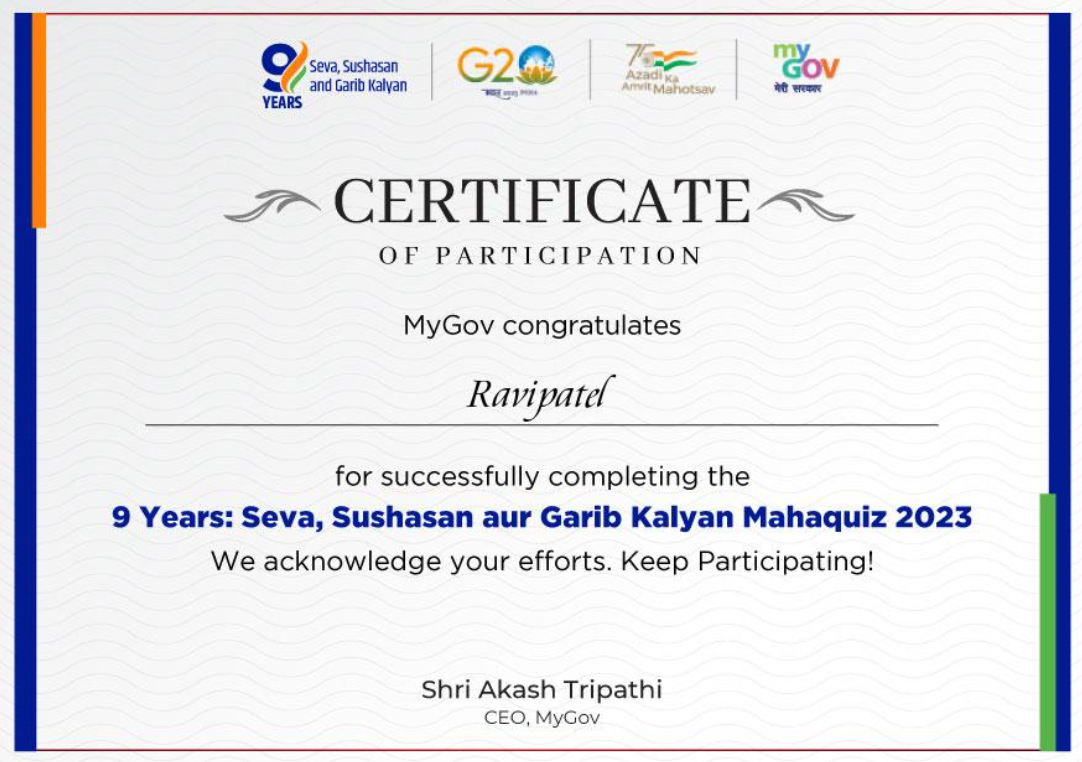 9
YEARS
Seva, Sushasan
and Garib Kalyan
G20
75
Azadi Ka
Amrit Mahotsav
my
GOV
मेरी सरकार
CERTIFICATE
OF PARTICIPATION
MyGov congratulates
Ravipatel
for successfully completing the
9 Years: Seva, Sushasan aur Garib Kalyan Mahaquiz 2023
We acknowledge your efforts. Keep Participating!
Shri Akash Tripathi
CEO, MyGov